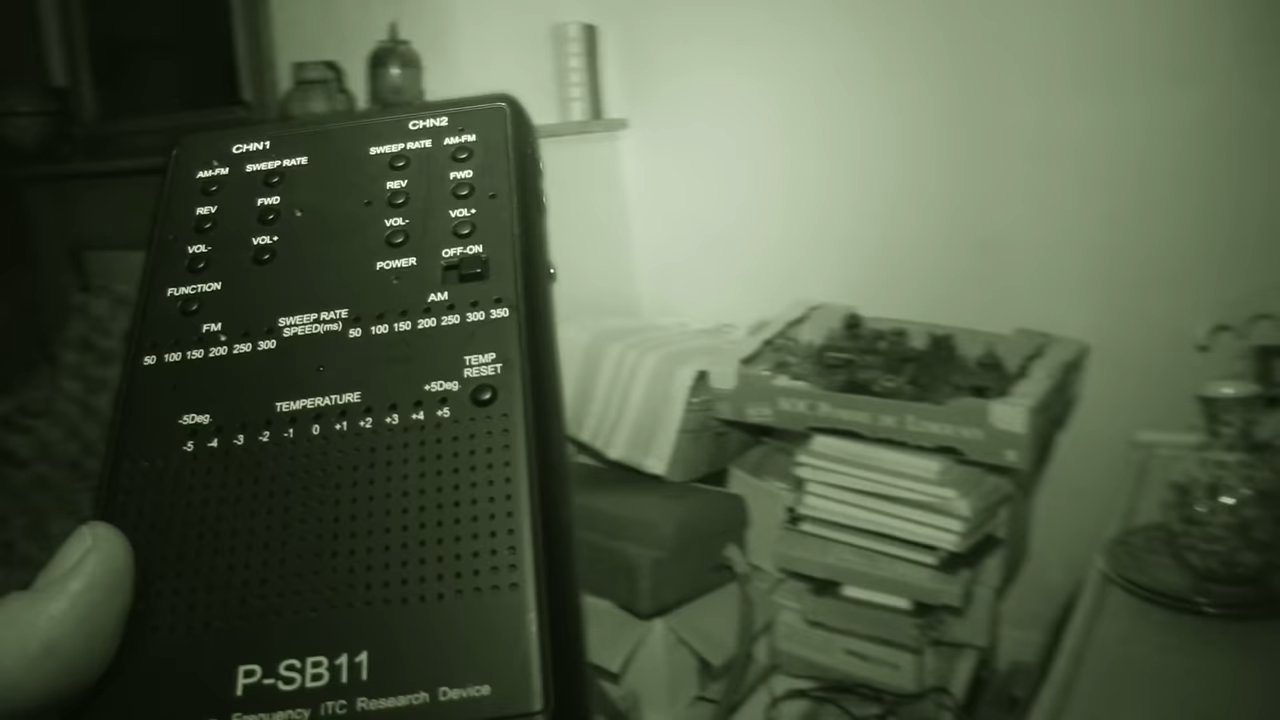 CHN1
CHN2
AM-FM
SWEEP RATE
SWEEP RATE
AM-FM
REV
FWD
REV
FWD
VOL-
VOL+
VOL-
VOL+
FUNCTION
POWER
OFF-ON
FM
SWEEP RATE
SPEED(ms)
AM
50 100 150 200 250 300
50 100 150 200 250 300 350
TEMP
RESET
-5Deg.
TEMPERATURE
+5Deg.
-5 -4 -3 -2 -1 0 +1 +2 +3 +4 +5
P-SB11
Frequency ITC Research Device